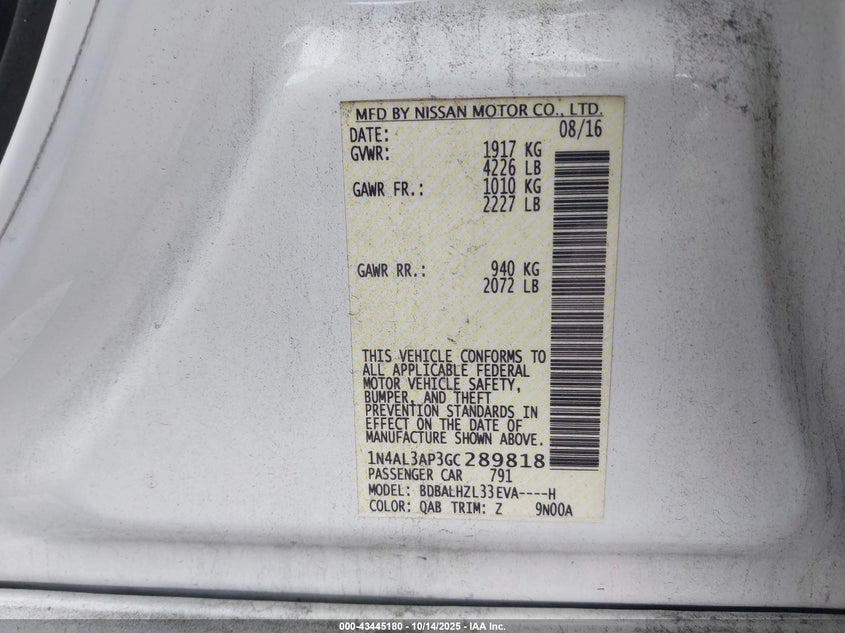 MFD BY NISSAN MOTOR CO., LTD.
DATE: 08/16
GVWR: 1917 KG
4226 LB
GAWR FR.: 1010 KG
2227 LB
GAWR RR.: 940 KG
2072 LB
THIS VEHICLE CONFORMS TO
ALL APPLICABLE FEDERAL
MOTOR VEHICLE SAFETY,
BUMPER, AND THEFT
PREVENTION STANDARDS IN
EFFECT ON THE DATE OF
MANUFACTURE SHOWN ABOVE.
1N4AL3AP3GC289818
PASSENGER CAR 791
MODEL: BDBALHZL33EVA----H
COLOR: QAB TRIM: Z 9N00A
000-43445180 - 10/14/2025 - IAA Inc.